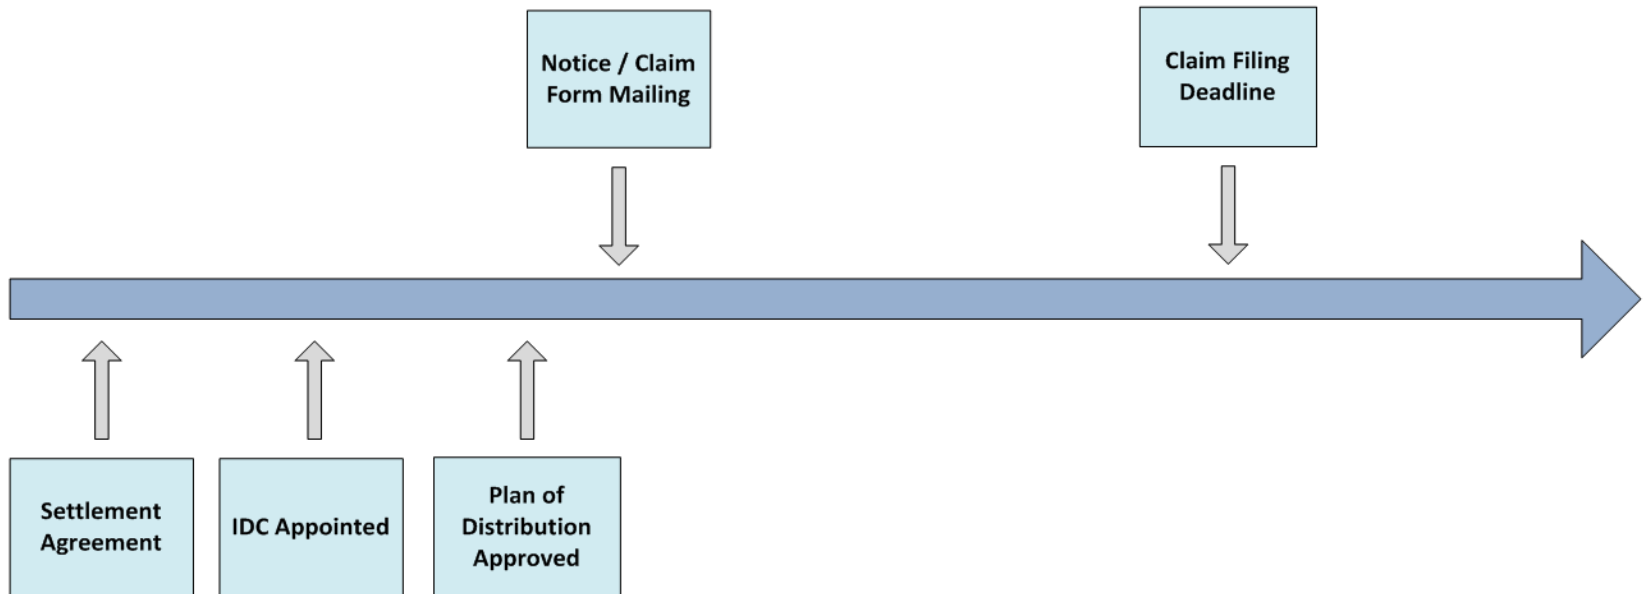 Notice / Claim
Form Mailing
Claim Filing
Deadline
Settlement
Agreement
IDC Appointed
Plan of
Distribution
Approved